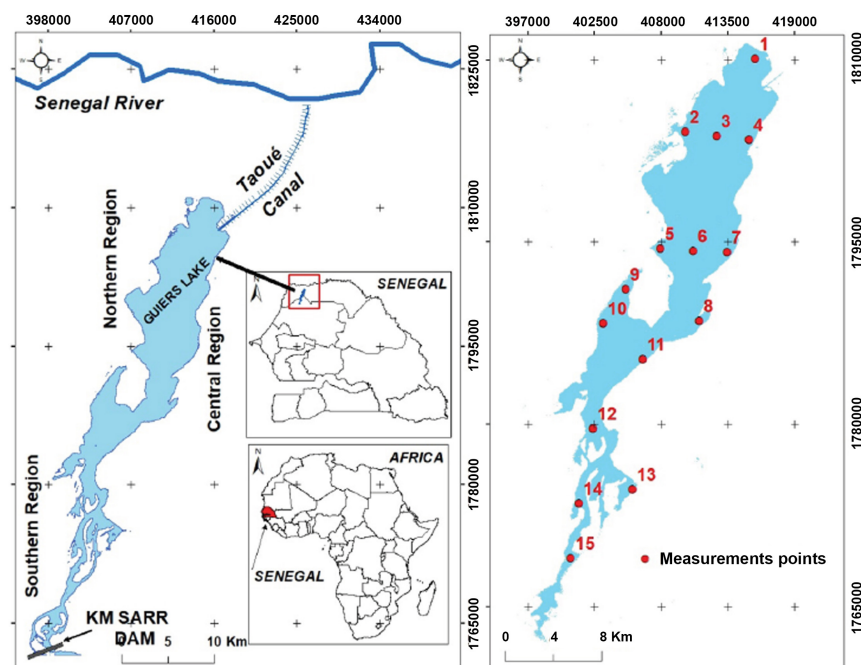 398000 407000 416000 425000 434000
N
W E
S
Senegal River
1825000
Taoué
Canal
1810000
Northern Region
GUIERS LAKE
N
SENEGAL
Central Region
1795000
N
AFRICA
SENEGAL
1780000
Southern Region
KM SARR
DAM
0 5 10 Km
1765000
397000 402500 408000 413500 419000
N
W E
S
1
1810000
2
3
4
5
6
7
1795000
9
10
8
11
12
1780000
13
14
15
Measurements points
1765000
0 4 8 Km